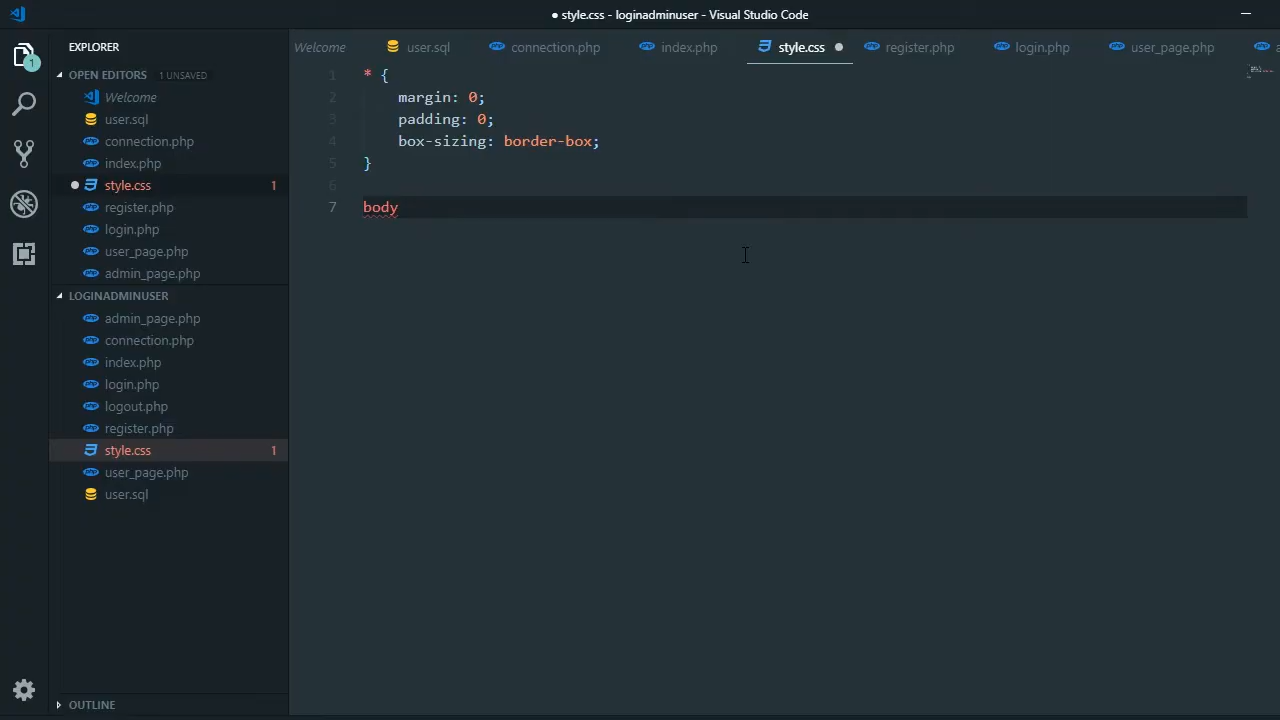 ● style.css - loginadminuser - Visual Studio Code
EXPLORER
1
OPEN EDITORS 1 UNSAVED
Welcome
user.sql
connection.php
index.php
style.css 1
register.php
login.php
user_page.php
admin_page.php
LOGINADMINUSER
admin_page.php
connection.php
index.php
login.php
logout.php
register.php
style.css 1
user_page.php
user.sql
OUTLINE
Welcome user.sql connection.php index.php style.css ● register.php login.php user_page.php
1 * {
2 margin: 0;
3 padding: 0;
4 box-sizing: border-box;
5 }
6
7 body